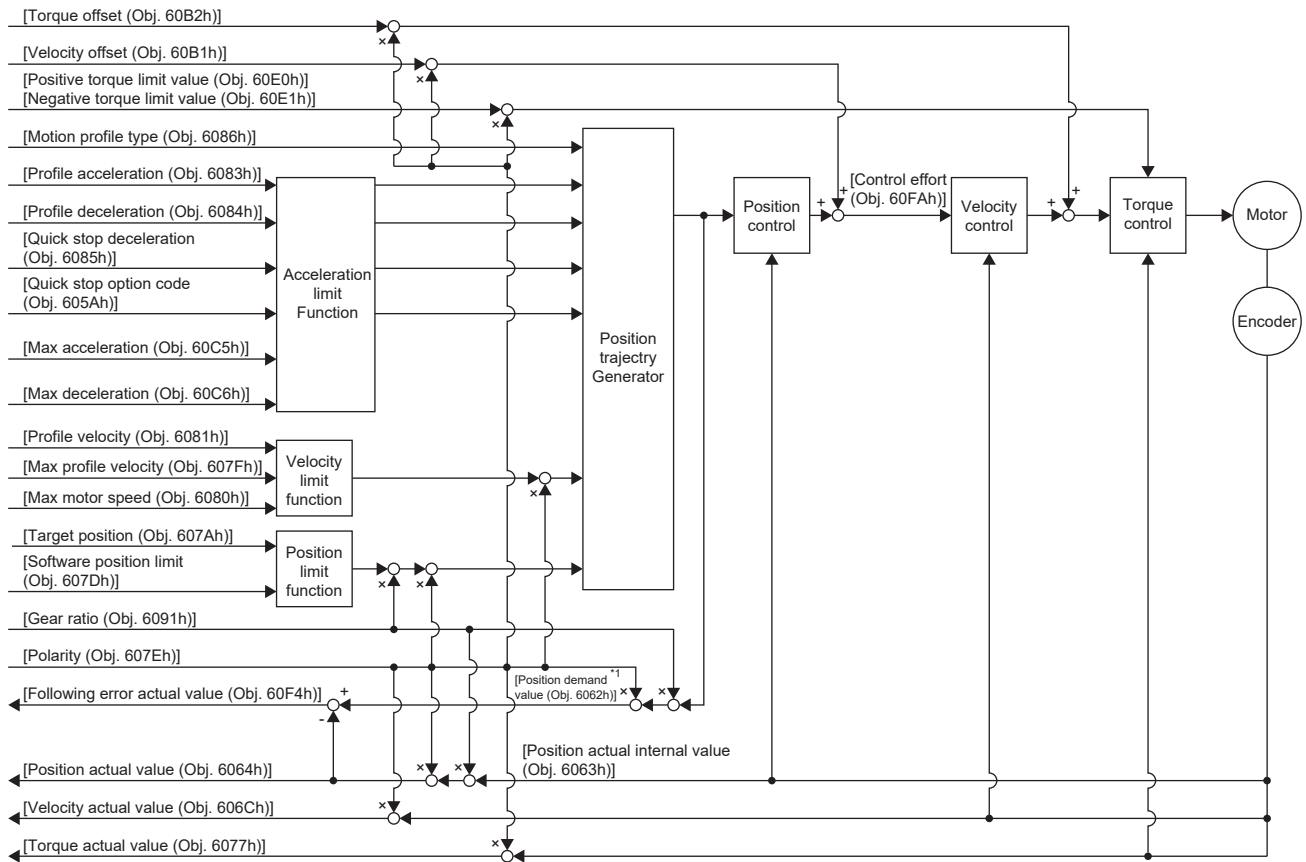 [Torque offset (Obj. 60B2h)]
×
[Velocity offset (Obj. 60B1h)]
×
[Positive torque limit value (Obj. 60E0h)]
[Negative torque limit value (Obj. 60E1h)]
×
[Motion profile type (Obj. 6086h)]
[Profile acceleration (Obj. 6083h)]
[Profile deceleration (Obj. 6084h)]
[Quick stop deceleration
(Obj. 6085h)]
[Quick stop option code
(Obj. 605Ah)]
[Max acceleration (Obj. 60C5h)]
[Max deceleration (Obj. 60C6h)]
Acceleration
limit
Function
[Profile velocity (Obj. 6081h)]
[Max profile velocity (Obj. 607Fh)]
[Max motor speed (Obj. 6080h)]
Velocity
limit
function
×
[Target position (Obj. 607Ah)]
[Software position limit
(Obj. 607Dh)]
Position
limit
function
×
×
Position
trajectry
Generator
Position
control
+
+
[Control effort
(Obj. 60FAh)]
Velocity
control
+
+
Torque
control
Motor
Encoder
[Gear ratio (Obj. 6091h)]
[Polarity (Obj. 607Eh)]
[Position demand *1
value (Obj. 6062h)]
×
×
[Following error actual value (Obj. 60F4h)]
+
-
[Position actual internal value
(Obj. 6063h)]
[Position actual value (Obj. 6064h)]
×
×
[Velocity actual value (Obj. 606Ch)]
×
[Torque actual value (Obj. 6077h)]
×